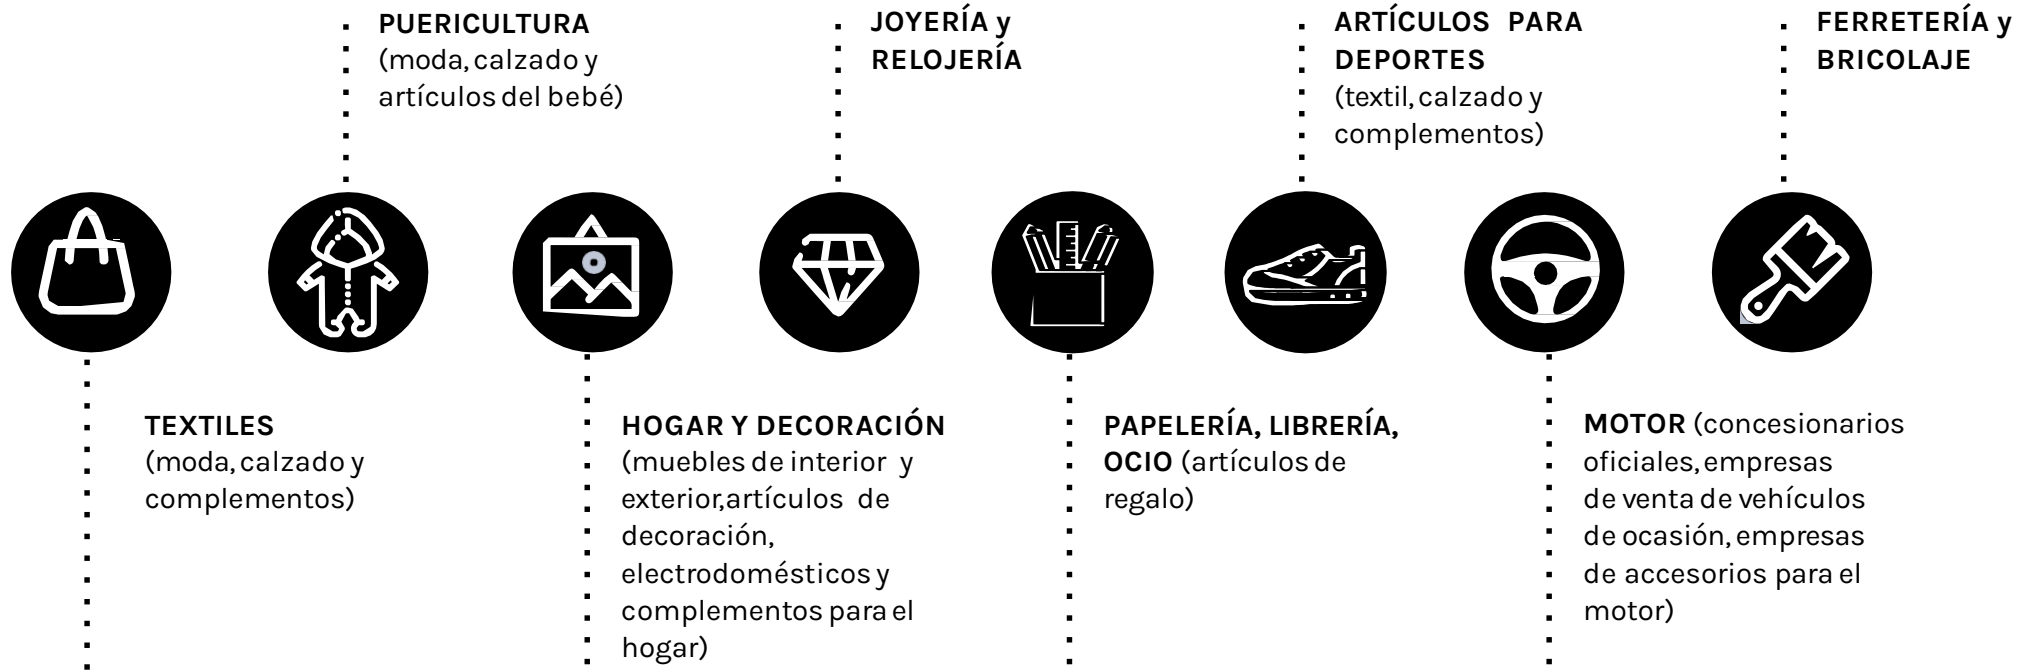 PUERICULTURA
(moda, calzado y
artículos del bebé)
JOYERÍA y
RELOJERÍA
ARTÍCULOS PARA
DEPORTES
(textil, calzado y
complementos)
FERRETERÍA y
BRICOLAJE
TEXTILES
(moda, calzado y
complementos)
HOGAR Y DECORACIÓN
(muebles de interior y
exterior,artículos de
decoración,
electrodomésticos y
complementos para el
hogar)
PAPELERÍA, LIBRERÍA,
OCIO (artículos de
regalo)
MOTOR (concesionarios
oficiales, empresas
de venta de vehículos
de ocasión, empresas
de accesorios para el
motor)